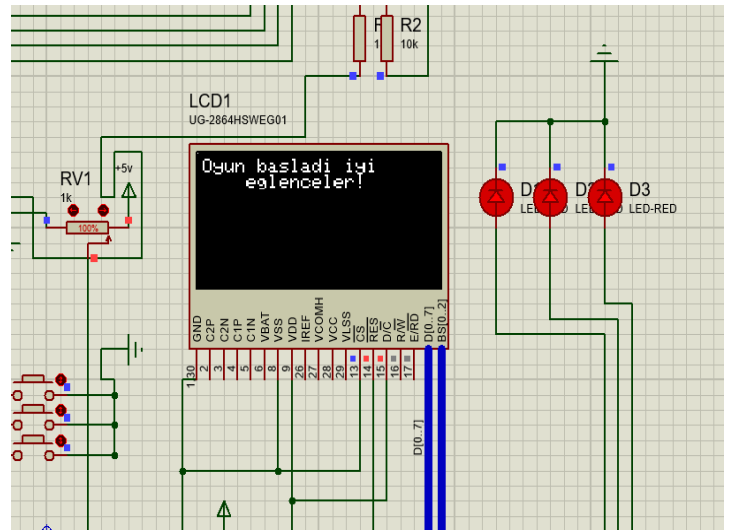 R2
10k
LCD1
UG-2864HSWEG01
Oyun basladi iyi
eglenceler!
+5v
RV1
1k
100%
D2
D3
LED-RED
GND
C2P
C2N
C1P
C1N
VBAT
VSS
VDD
IREF
VCOMH
VCC
VLSS
CS
RES
D/C
R/W
E/RD
D[0..7]
BS[0..2]
1
30
2
3
4
5
6
7
8
9
26
27
28
29
13
14
15
16
17
D[0..7]